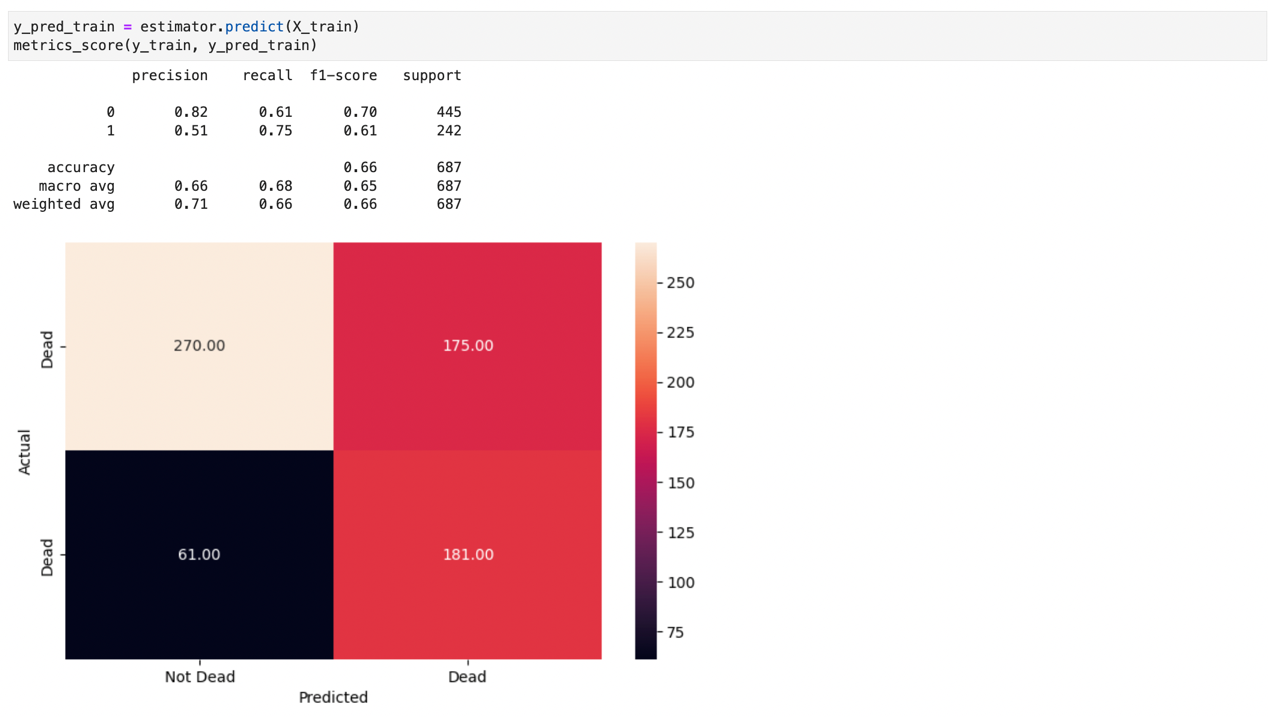 y_pred_train = estimator.predict(X_train)
metrics_score(y_train, y_pred_train)
precision recall f1-score support
0 0.82 0.61 0.70 445
1 0.51 0.75 0.61 242
accuracy 0.66 687
macro avg 0.66 0.68 0.65 687
weighted avg 0.71 0.66 0.66 687
Actual
Dead
270.00 175.00
Dead
61.00 181.00
Not Dead Dead
Predicted
250
225
200
175
150
125
100
75